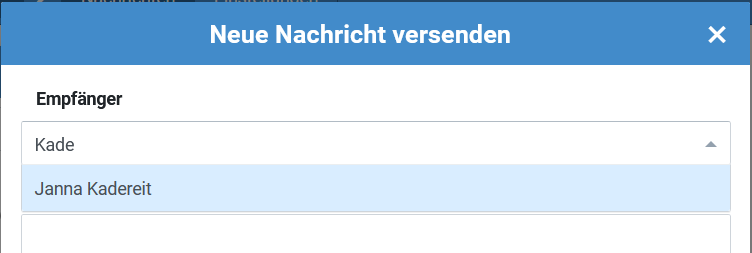 Neue Nachricht versenden
Empfänger
Kade
Janna Kadereit